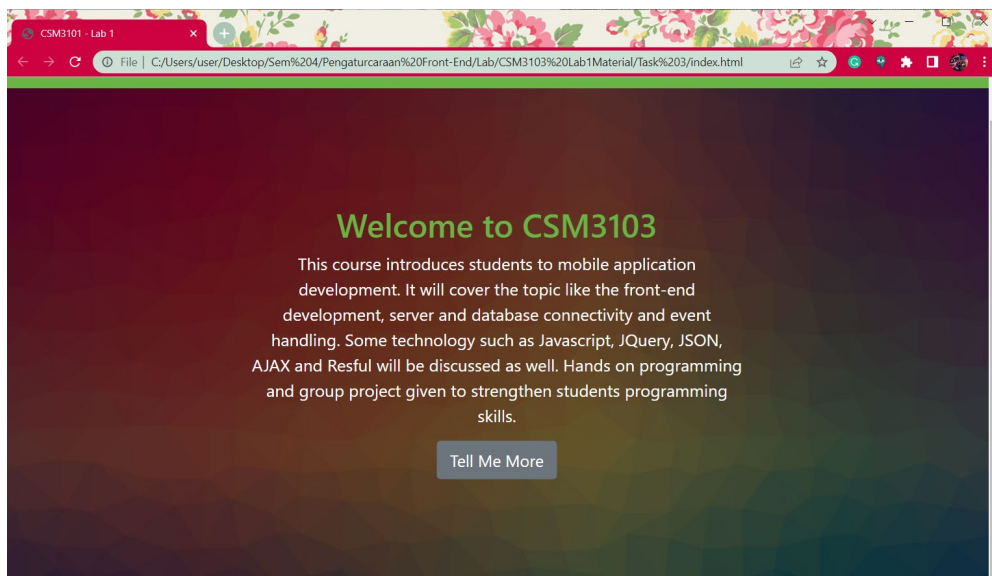 CSM3101 - Lab 1
File | C:/Users/user/Desktop/Sem%204/Pengaturcaraan%20Front-End/Lab/CSM3103%20Lab1Material/Task%203/index.html
Welcome to CSM3103
This course introduces students to mobile application
development. It will cover the topic like the front-end
development, server and database connectivity and event
handling. Some technology such as Javascript, JQuery, JSON,
AJAX and Resful will be discussed as well. Hands on programming
and group project given to strengthen students programming
skills.
Tell Me More